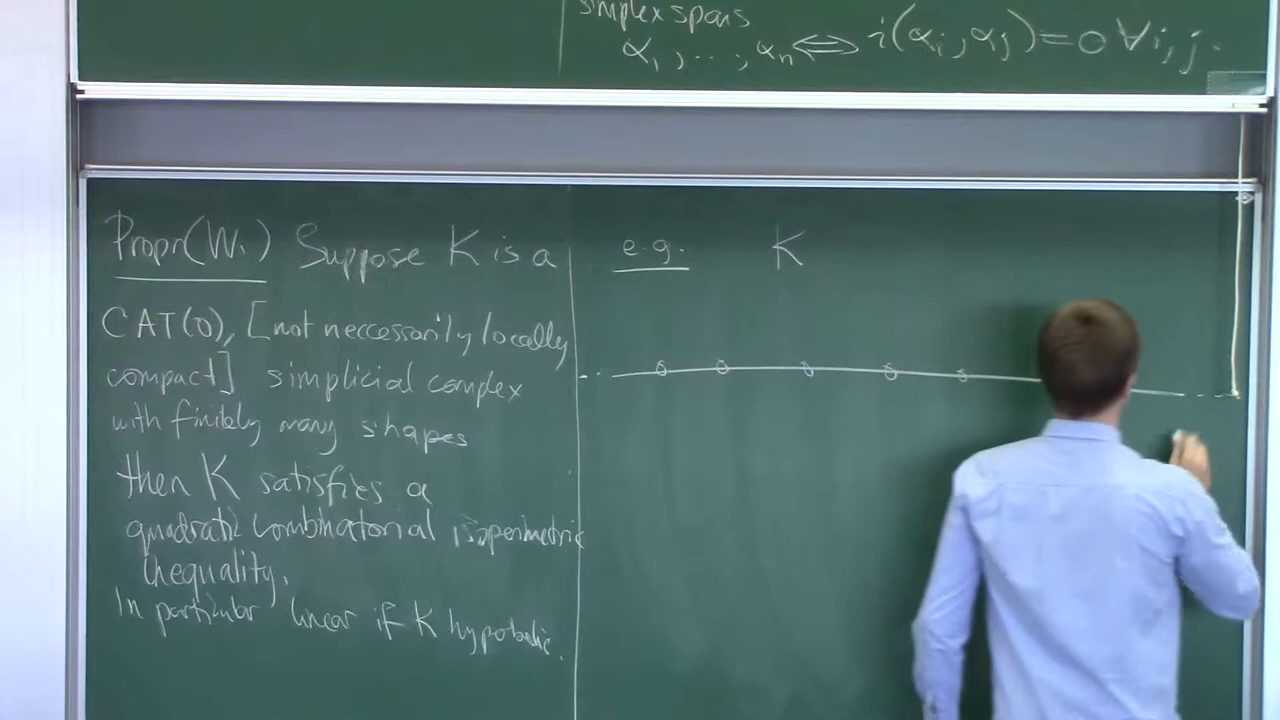 simplex spans
α₁, ..., αₙ ⟺ i(αᵢ, αⱼ) = 0 ∀i,j.
Propn(W.) Suppose K is a
CAT(0), [not neccessarily locally
compact] simplicial complex
with finitely many shapes
then K satisfies a
quadratic combinatorial isoperimetric
inequality.
In particular linear if K hyperbolic.
e.g. K